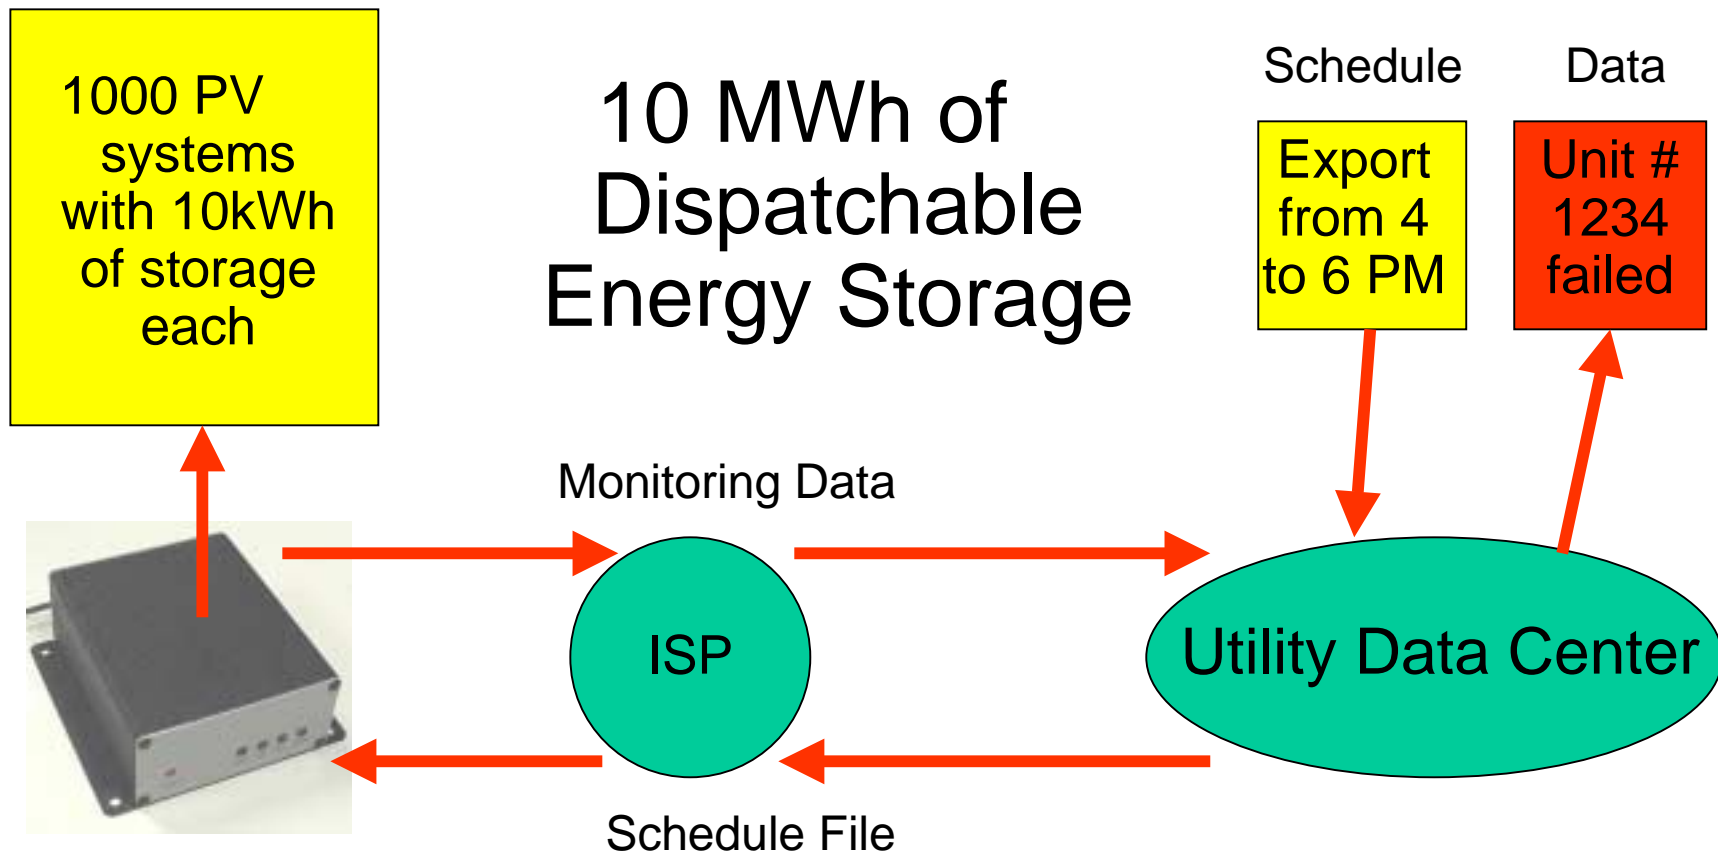 1000 PV
systems
with 10kWh
of storage
each
10 MWh of
Dispatchable
Energy Storage
Schedule
Data
Export
from 4
to 6 PM
Unit #
1234
failed
Monitoring Data
ISP
Utility Data Center
Schedule File